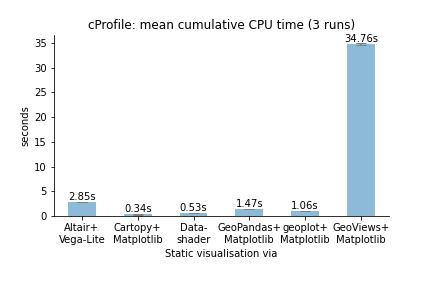 cProfile: mean cumulative CPU time (3 runs)
seconds
35
30
25
20
15
10
5
0
2.85s
0.34s
0.53s
1.47s
1.06s
34.76s
Altair+
Vega-Lite
Cartopy+
Matplotlib
Data-
shader
GeoPandas+
Matplotlib
geoplot+
Matplotlib
GeoViews+
Matplotlib
Static visualisation via